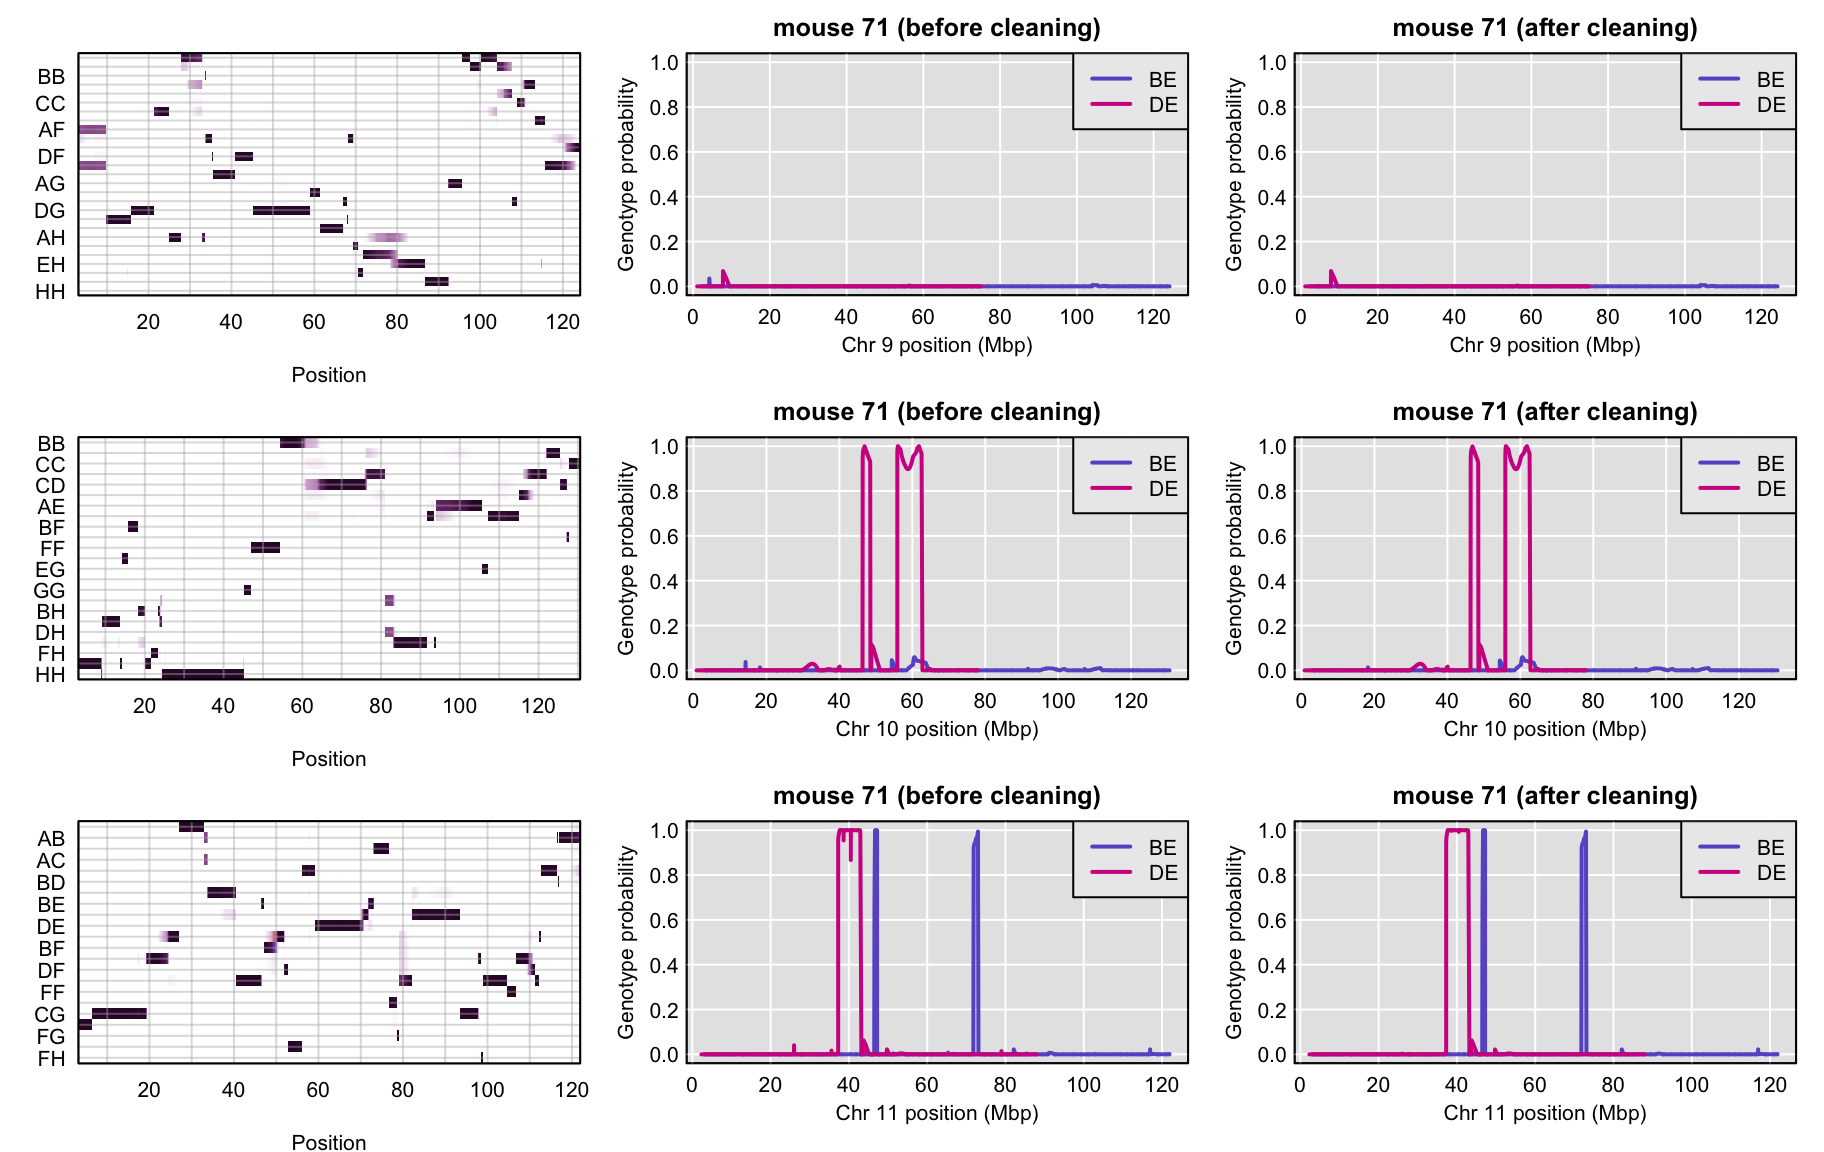 mouse 71 (before cleaning)
mouse 71 (after cleaning)
BB
CC
AF
DF
AG
DG
AH
EH
HH
20 40 60 80 100 120
Position
Genotype probability
1.0
0.8
0.6
0.4
0.2
0.0
BE
DE
0 20 40 60 80 100 120
Chr 9 position (Mbp)
Genotype probability
1.0
0.8
0.6
0.4
0.2
0.0
BE
DE
0 20 40 60 80 100 120
Chr 9 position (Mbp)
mouse 71 (before cleaning)
mouse 71 (after cleaning)
BB
CC
CD
AE
BF
FF
EG
GG
BH
DH
FH
HH
20 40 60 80 100 120
Position
Genotype probability
1.0
0.8
0.6
0.4
0.2
0.0
BE
DE
0 20 40 60 80 100 120
Chr 10 position (Mbp)
Genotype probability
1.0
0.8
0.6
0.4
0.2
0.0
BE
DE
0 20 40 60 80 100 120
Chr 10 position (Mbp)
mouse 71 (before cleaning)
mouse 71 (after cleaning)
AB
AC
BD
BE
DE
BF
DF
FF
CG
FG
FH
20 40 60 80 100 120
Position
Genotype probability
1.0
0.8
0.6
0.4
0.2
0.0
BE
DE
0 20 40 60 80 100 120
Chr 11 position (Mbp)
Genotype probability
1.0
0.8
0.6
0.4
0.2
0.0
BE
DE
0 20 40 60 80 100 120
Chr 11 position (Mbp)